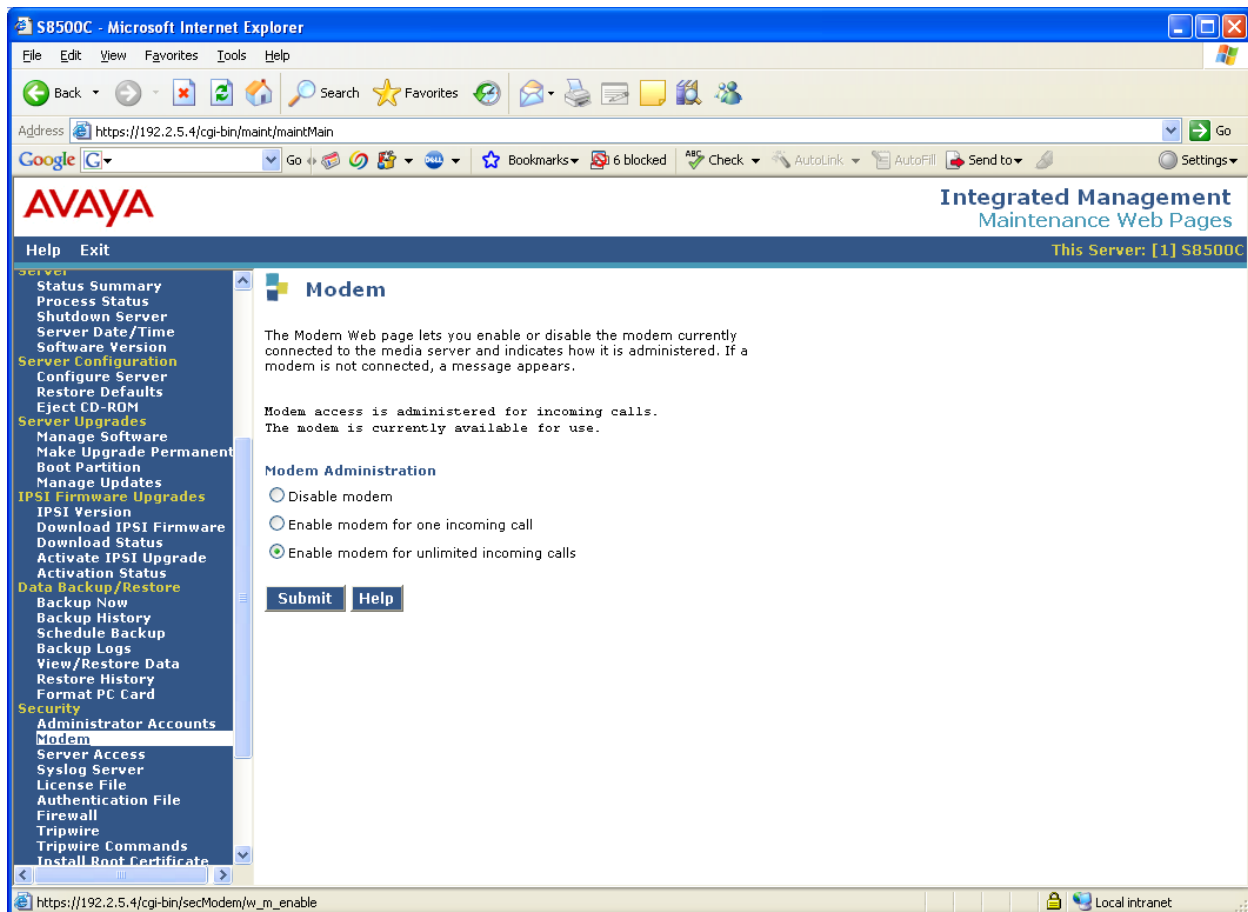 S8500C - Microsoft Internet Explorer
File Edit View Favorites Tools Help
Back Search Favorites
Address https://192.2.5.4/cgi-bin/maint/maintMain Go
Google G Go Bookmarks 6 blocked ABC Check AutoLink AutoFill Send to Settings
AVAYA
Integrated Management
Maintenance Web Pages
Help Exit
This Server: [1] S8500C
Server
Status Summary
Process Status
Shutdown Server
Server Date/Time
Software Version
Server Configuration
Configure Server
Restore Defaults
Eject CD-ROM
Server Upgrades
Manage Software
Make Upgrade Permanent
Boot Partition
Manage Updates
IPSI Firmware Upgrades
IPSI Version
Download IPSI Firmware
Download Status
Activate IPSI Upgrade
Activation Status
Data Backup/Restore
Backup Now
Backup History
Schedule Backup
Backup Logs
View/Restore Data
Restore History
Format PC Card
Security
Administrator Accounts
Modem
Server Access
Syslog Server
License File
Authentication File
Firewall
Tripwire
Tripwire Commands
Install Root Certificate
Modem
The Modem Web page lets you enable or disable the modem currently
connected to the media server and indicates how it is administered. If a
modem is not connected, a message appears.
Modem access is administered for incoming calls.
The modem is currently available for use.
Modem Administration
Disable modem
Enable modem for one incoming call
Enable modem for unlimited incoming calls
Submit Help
https://192.2.5.4/cgi-bin/secModem/w_m_enable
Local intranet